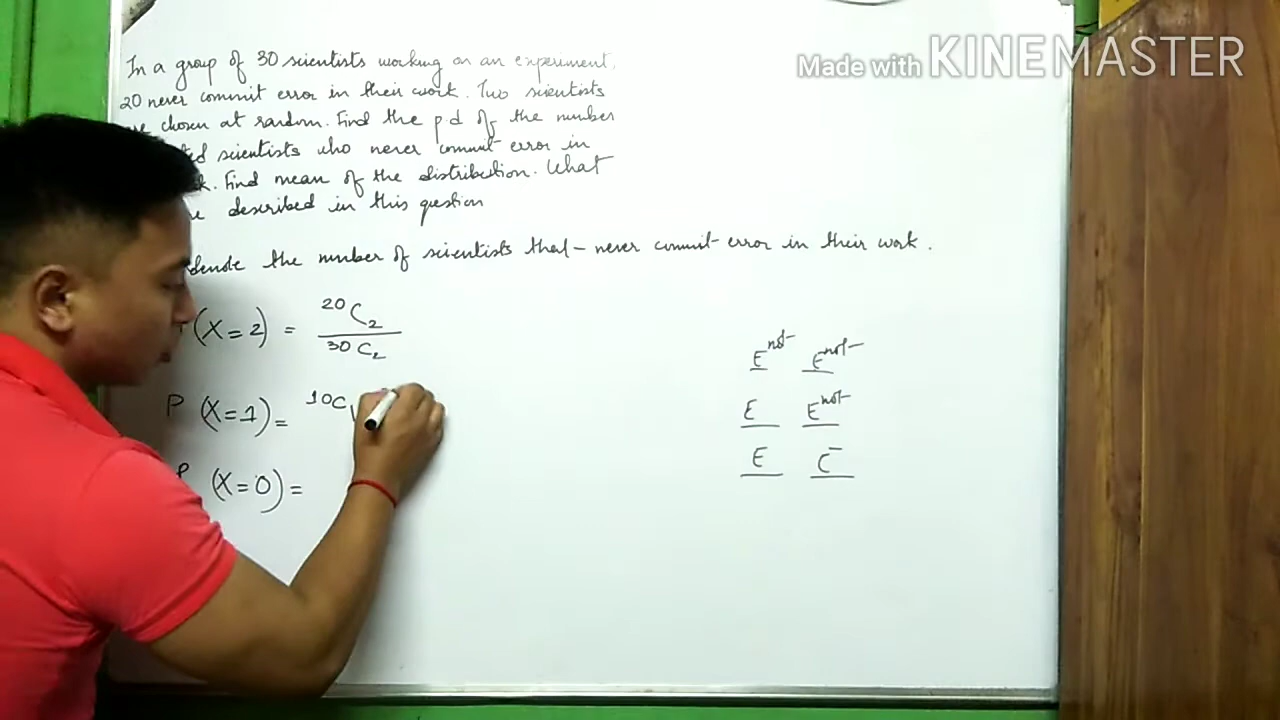 Made with KINEMASTER
In a group of 30 scientists working on an experiment,
20 never commit error in their work. Two scientists
chosen at random. Find the p.d of the number
scientists who never commit error in
Find mean of the distribution. What
described in this question
denote the number of scientists that never commit error in their work.
(X=2) = 20C2
30C2
P (X=1) = 10C1
P (X=0) =
E not E not
E E not
E